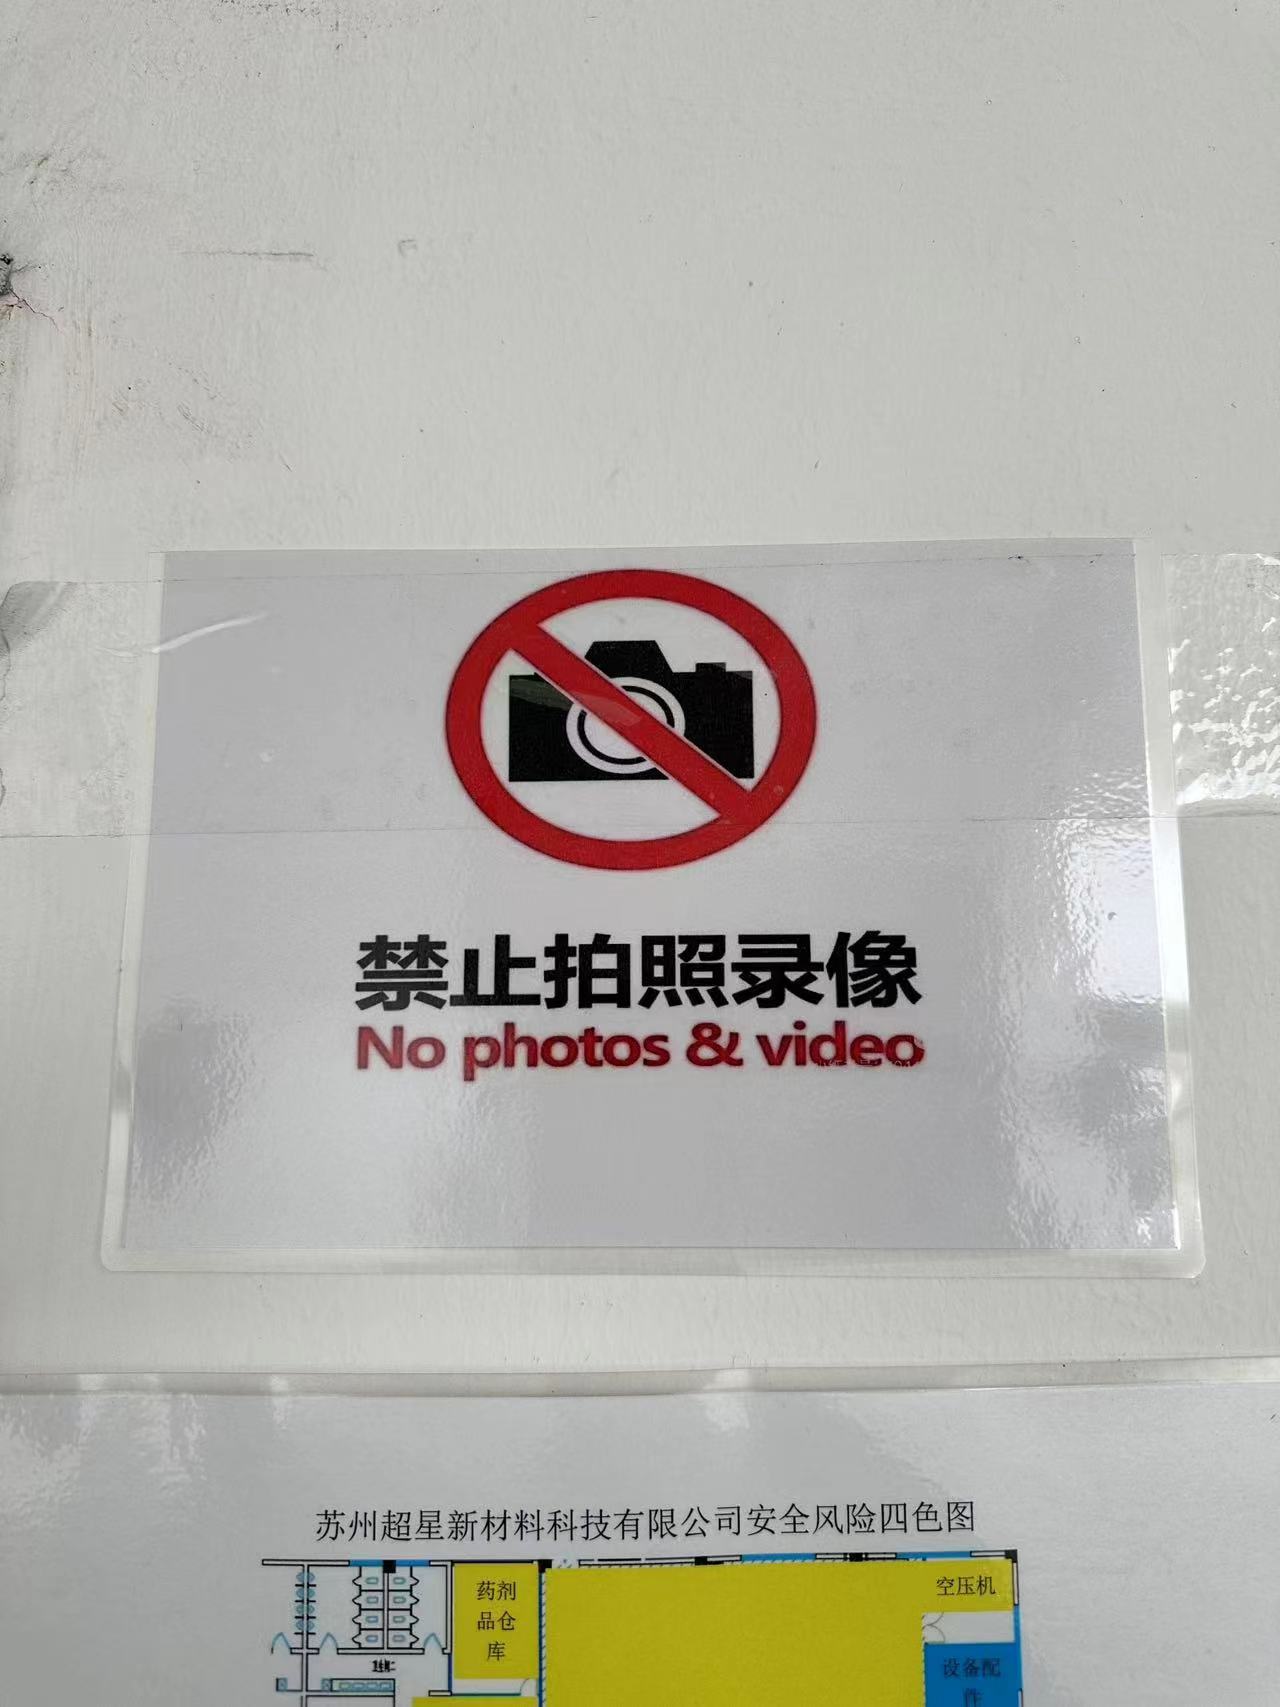 禁止拍照录像
No photos & video
苏州超星新材料科技有限公司安全风险四色图
药剂
品仓
库
空压机
设备配
件